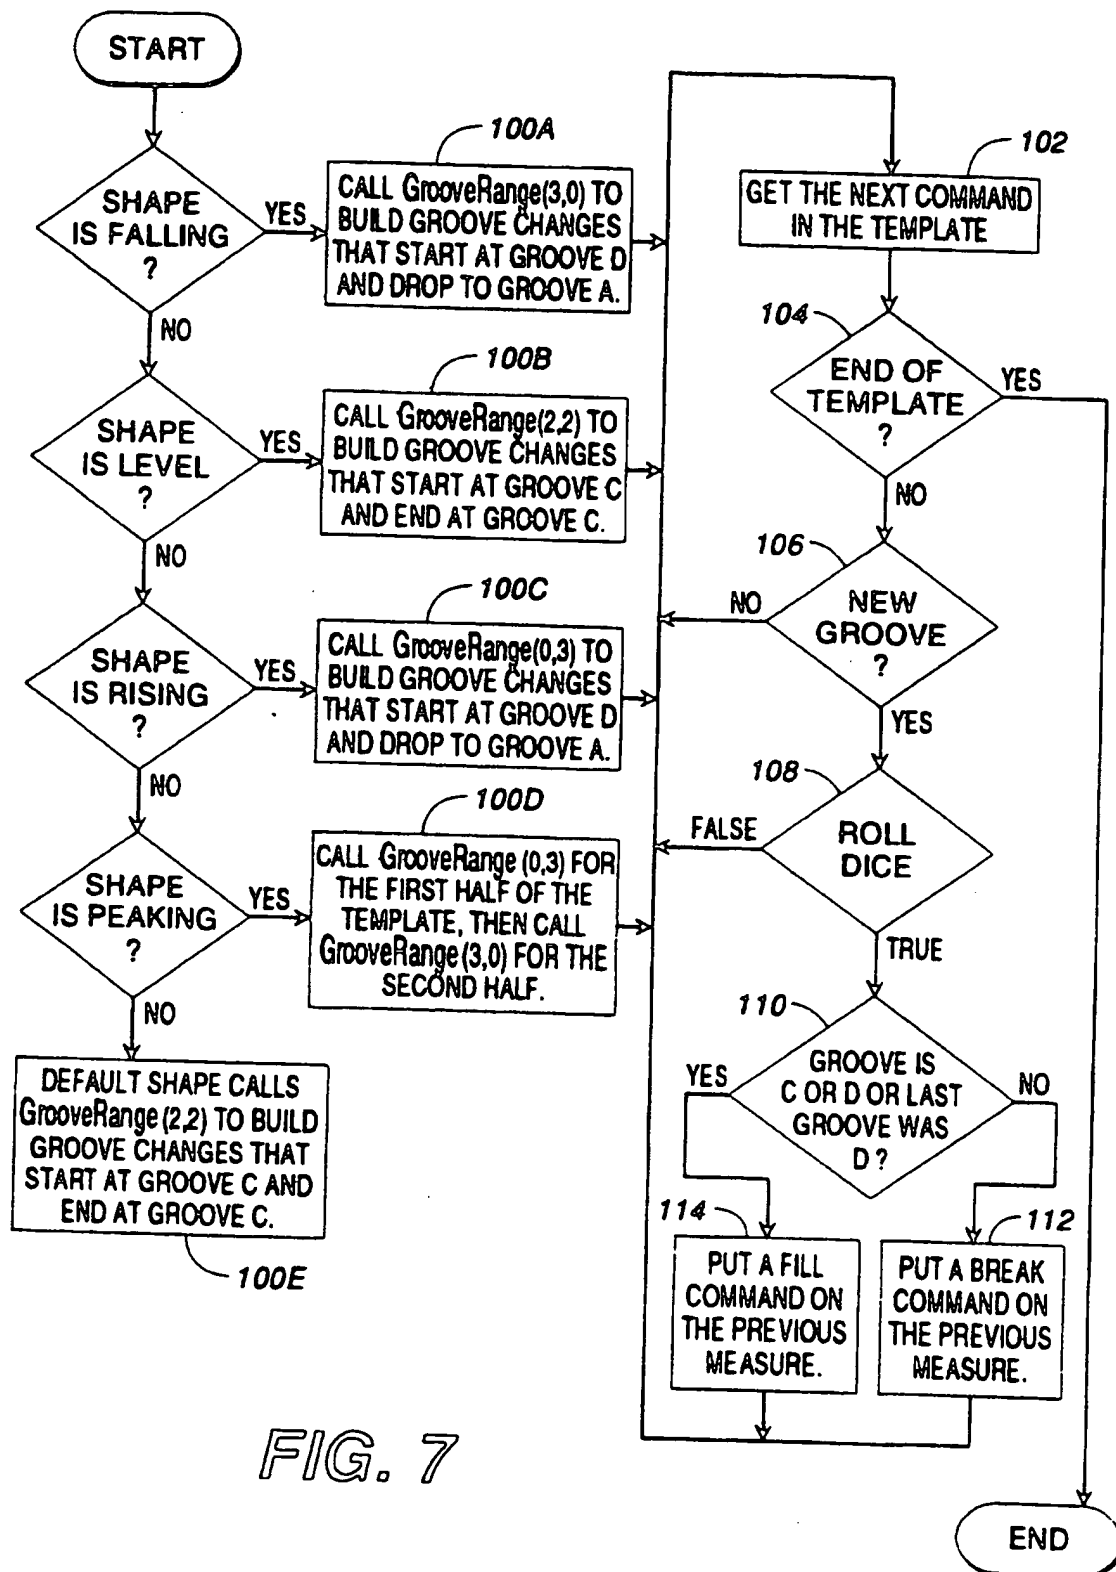 START
SHAPE
IS FALLING
?
YES
NO
100A
CALL GrooveRange(3,0) TO
BUILD GROOVE CHANGES
THAT START AT GROOVE D
AND DROP TO GROOVE A.
SHAPE
IS LEVEL
?
YES
NO
100B
CALL GrooveRange(2,2) TO
BUILD GROOVE CHANGES
THAT START AT GROOVE C
AND END AT GROOVE C.
SHAPE
IS RISING
?
YES
NO
100C
CALL GrooveRange(0,3) TO
BUILD GROOVE CHANGES
THAT START AT GROOVE D
AND DROP TO GROOVE A.
SHAPE
IS PEAKING
?
YES
NO
100D
CALL GrooveRange (0,3) FOR
THE FIRST HALF OF THE
TEMPLATE, THEN CALL
GrooveRange (3,0) FOR THE
SECOND HALF.
DEFAULT SHAPE CALLS
GrooveRange (2,2) TO BUILD
GROOVE CHANGES THAT
START AT GROOVE C AND
END AT GROOVE C.
100E
102
GET THE NEXT COMMAND
IN THE TEMPLATE
104
END OF
TEMPLATE
?
YES
NO
106
NEW
GROOVE
?
NO
YES
108
ROLL
DICE
FALSE
TRUE
110
GROOVE IS
C OR D OR LAST
GROOVE WAS
D ?
YES
NO
114
PUT A FILL
COMMAND ON
THE PREVIOUS
MEASURE.
112
PUT A BREAK
COMMAND ON
THE PREVIOUS
MEASURE.
END
FIG. 7